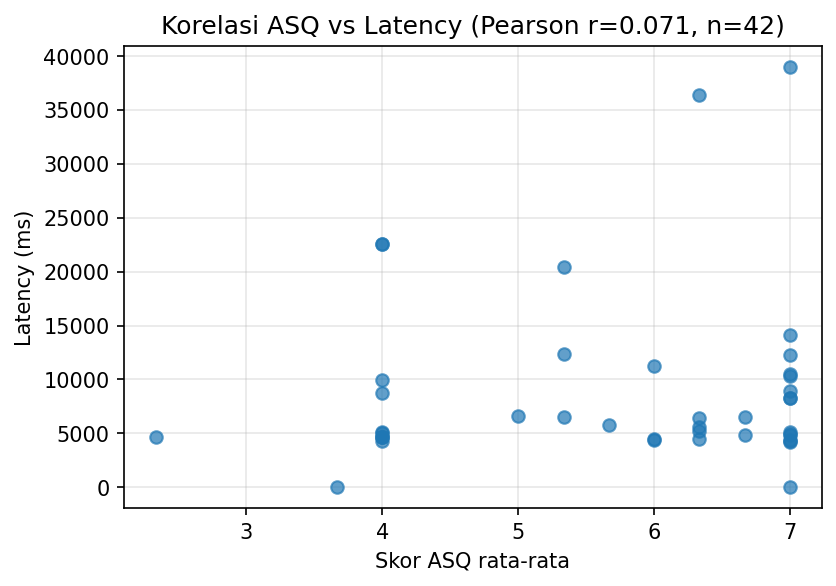 Korelasi ASQ vs Latency (Pearson r=0.071, n=42)
40000
35000
30000
25000
20000
15000
10000
5000
0
Latency (ms)
3 4 5 6 7
Skor ASQ rata-rata